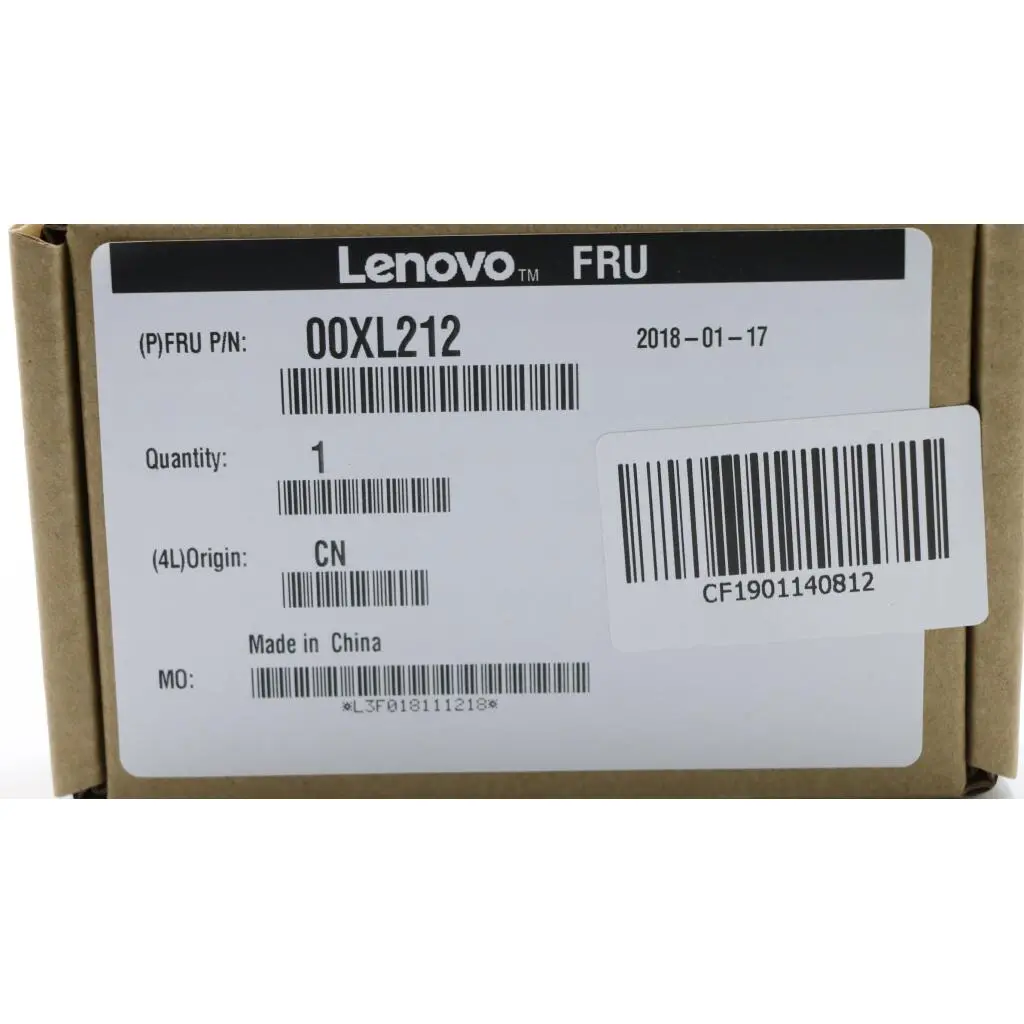 Lenovo™ FRU
(P)FRU P/N: 00XL212 2018-01-17
Quantity: 1
(4L)Origin: CN
CF1901140812
Made in China
MO:
*L3F018111218*